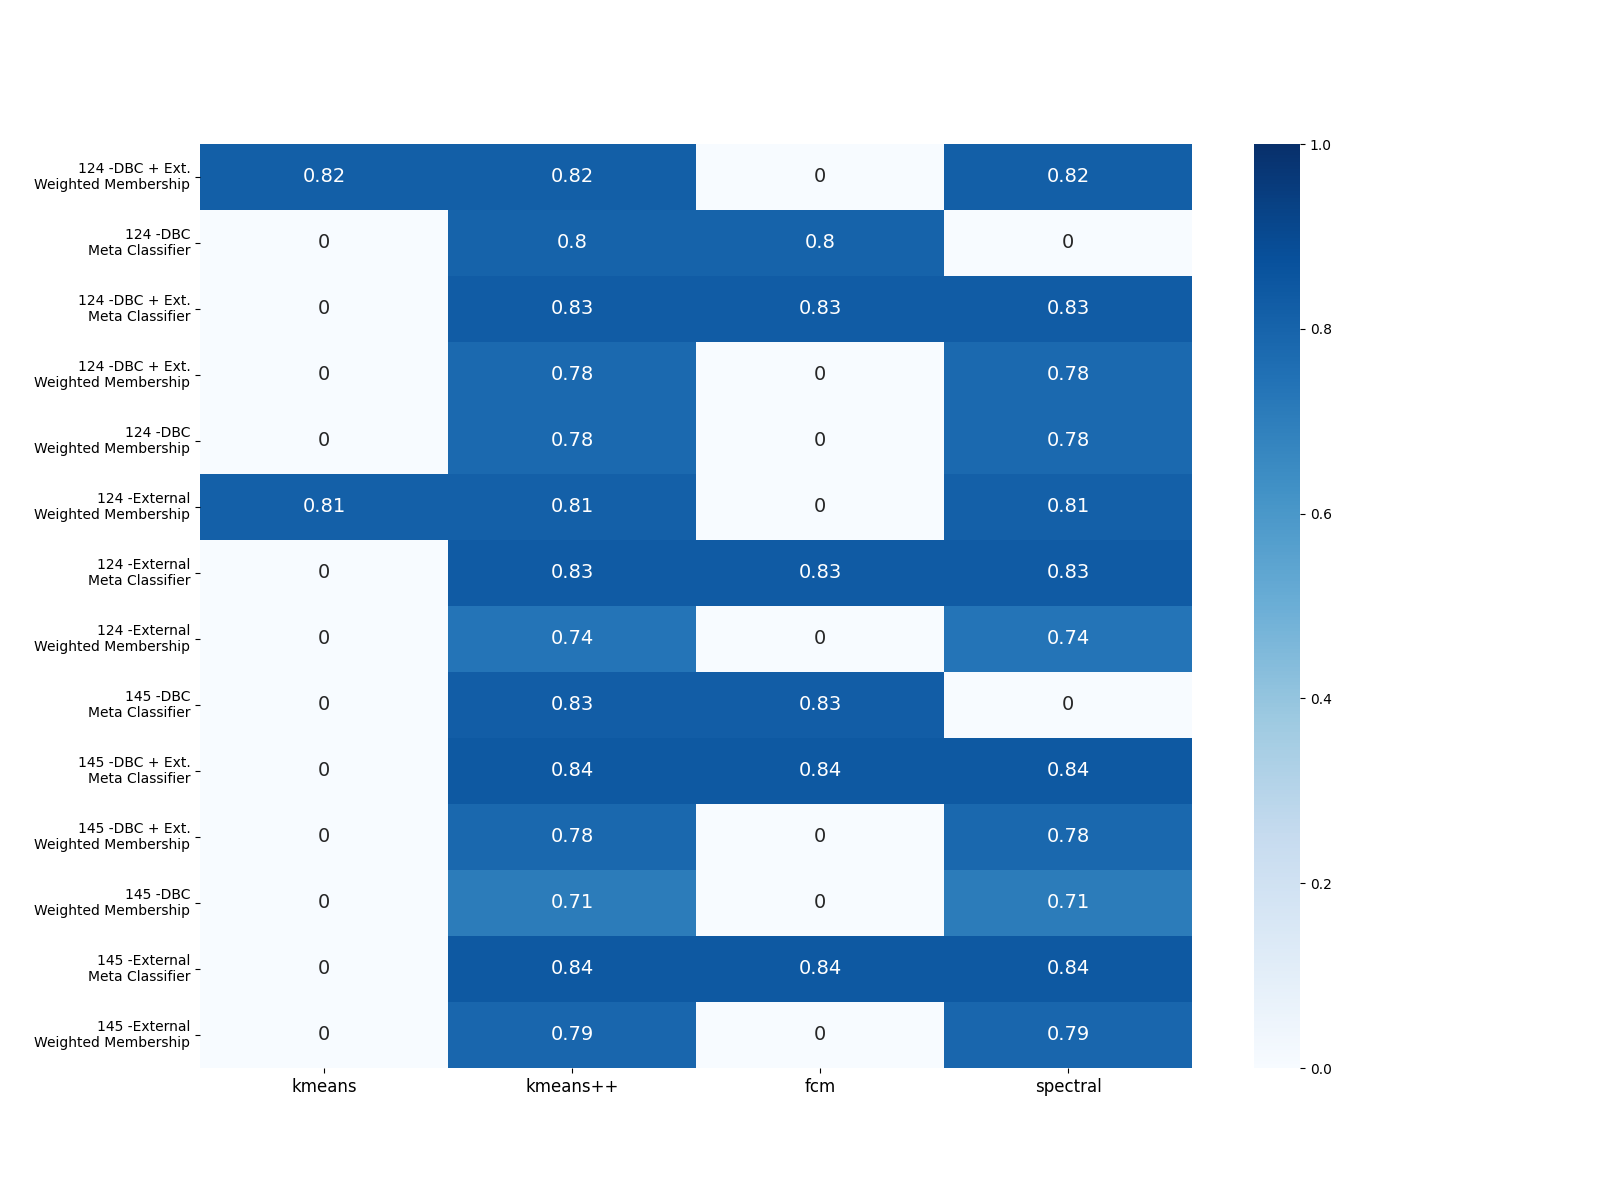 124 -DBC + Ext.
Weighted Membership
0.82 0.82 0 0.82
124 -DBC
Meta Classifier
0 0.8 0.8 0
124 -DBC + Ext.
Meta Classifier
0 0.83 0.83 0.83
124 -DBC + Ext.
Weighted Membership
0 0.78 0 0.78
124 -DBC
Weighted Membership
0 0.78 0 0.78
124 -External
Weighted Membership
0.81 0.81 0 0.81
124 -External
Meta Classifier
0 0.83 0.83 0.83
124 -External
Weighted Membership
0 0.74 0 0.74
145 -DBC
Meta Classifier
0 0.83 0.83 0
145 -DBC + Ext.
Meta Classifier
0 0.84 0.84 0.84
145 -DBC + Ext.
Weighted Membership
0 0.78 0 0.78
145 -DBC
Weighted Membership
0 0.71 0 0.71
145 -External
Meta Classifier
0 0.84 0.84 0.84
145 -External
Weighted Membership
0 0.79 0 0.79
kmeans kmeans++ fcm spectral
1.0
0.8
0.6
0.4
0.2
0.0